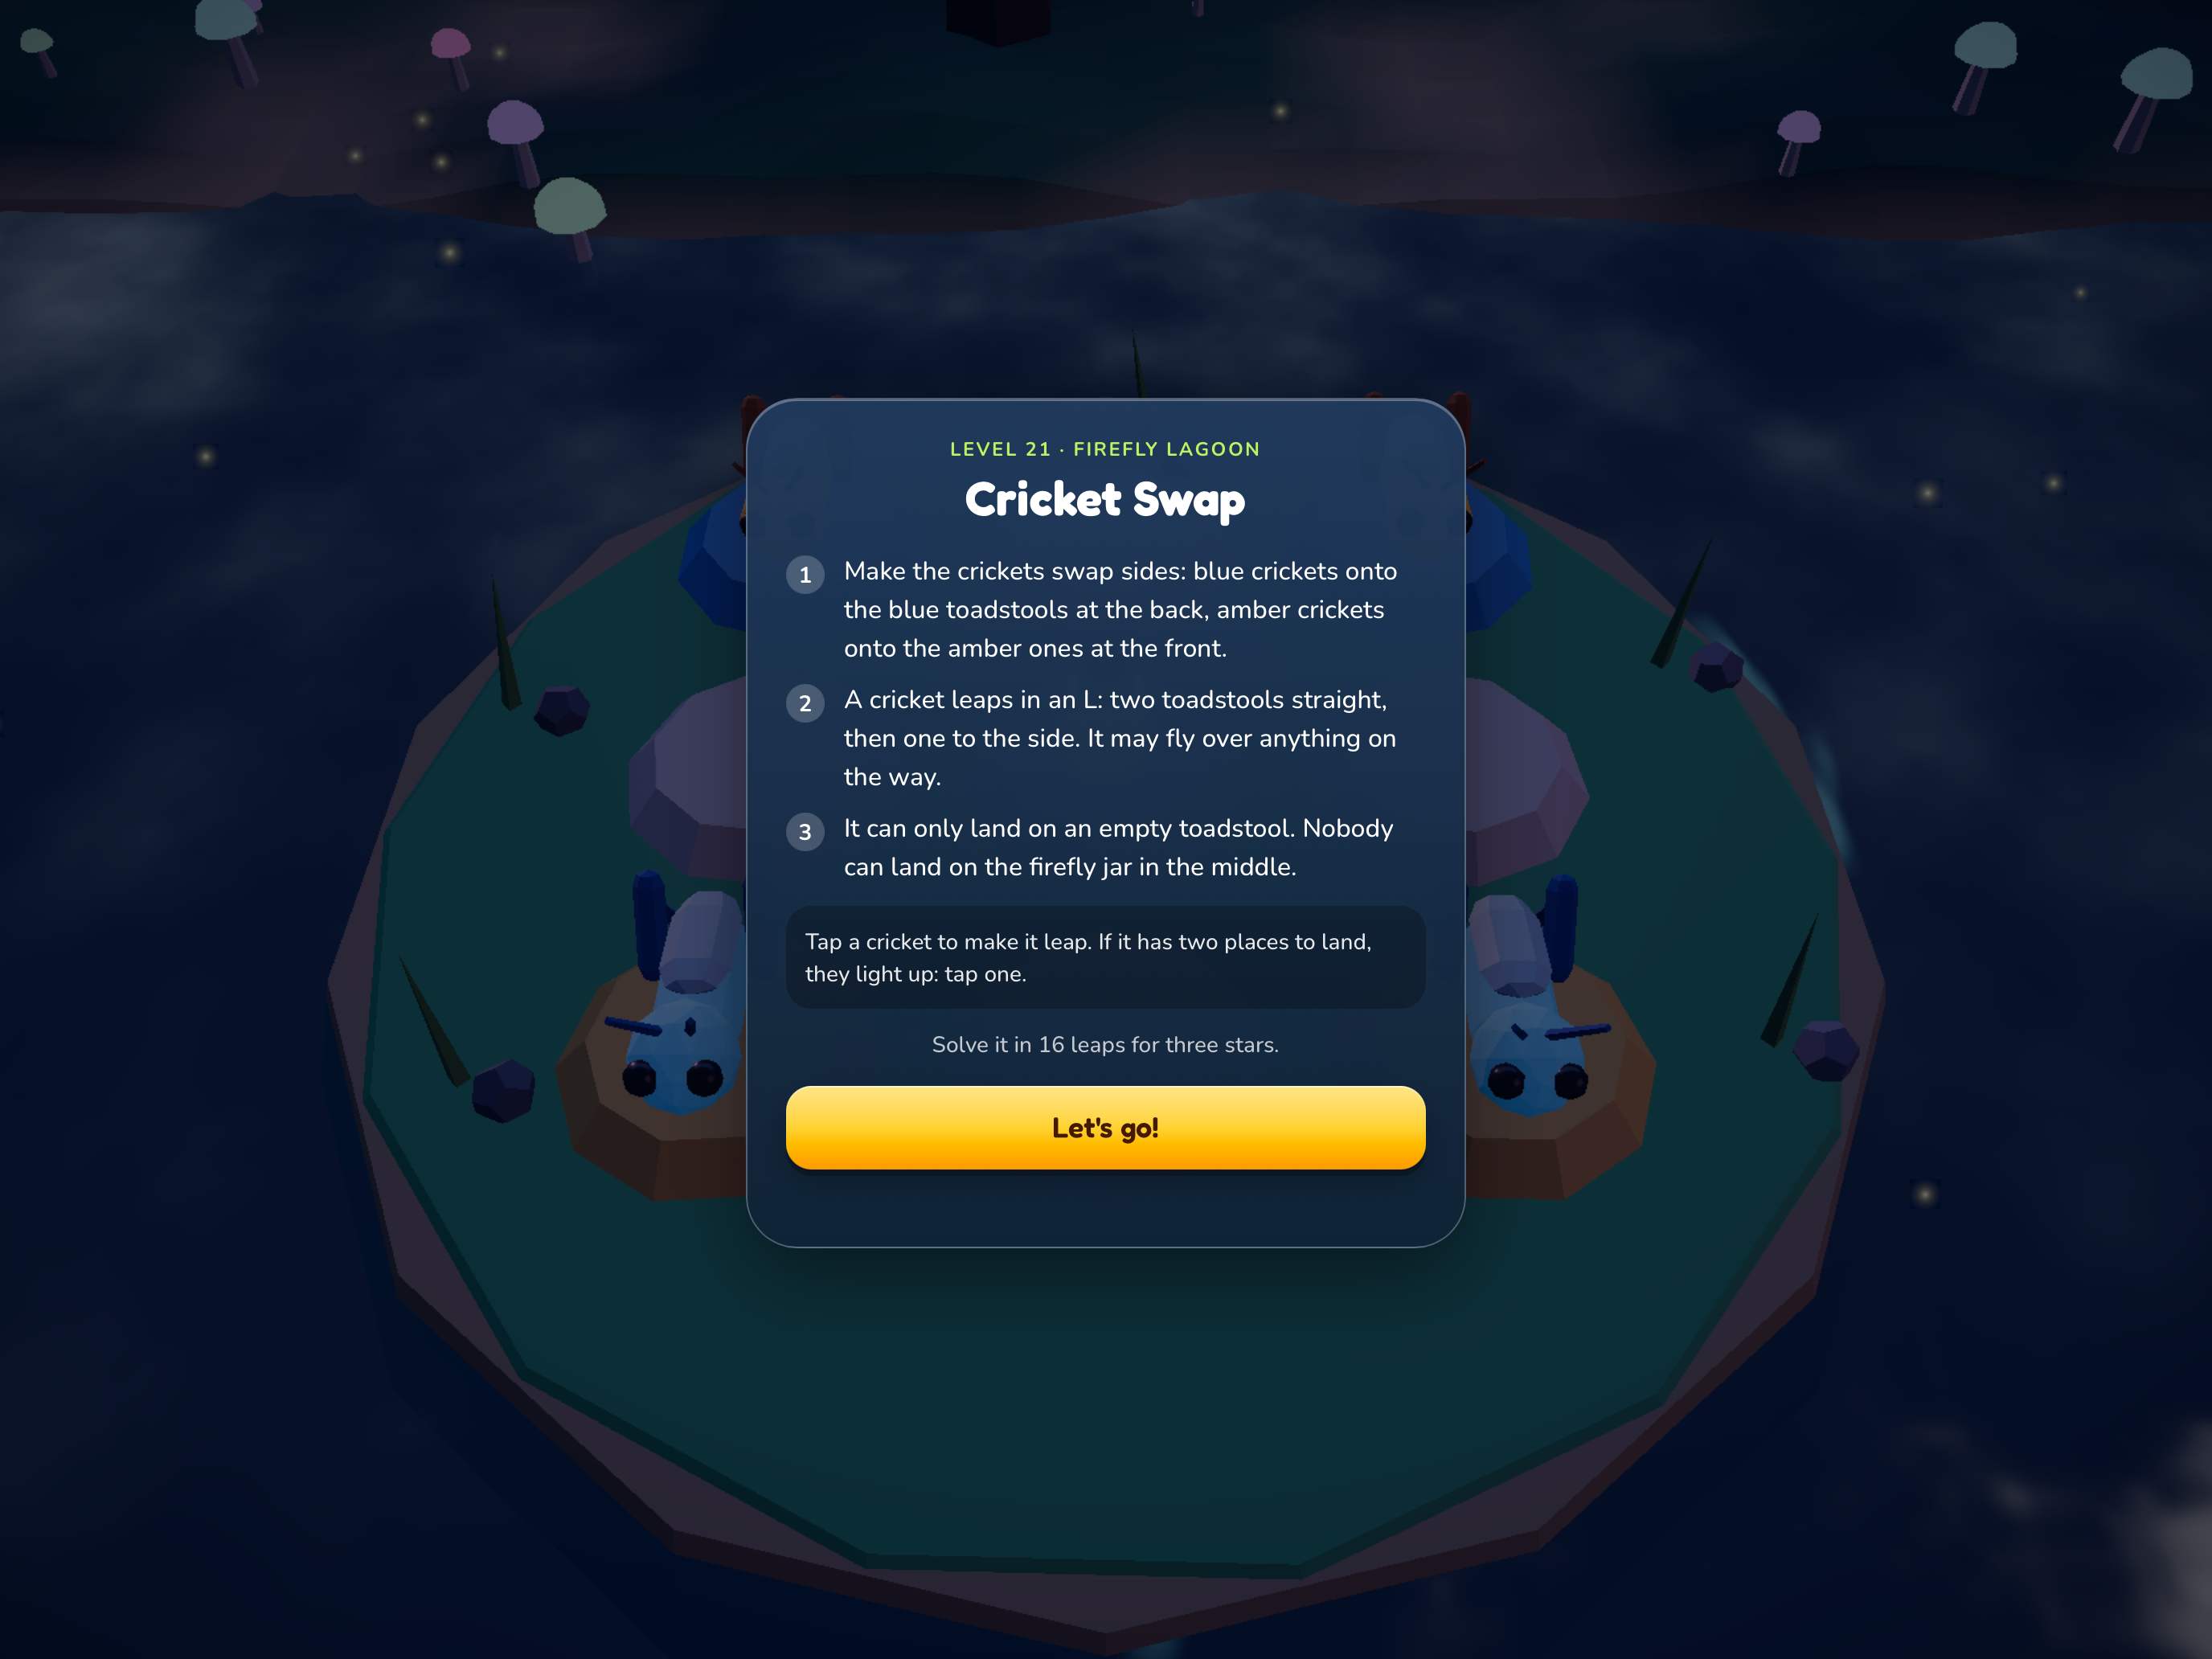 LEVEL 21 · FIREFLY LAGOON
Cricket Swap
1 Make the crickets swap sides: blue crickets onto
the blue toadstools at the back, amber crickets
onto the amber ones at the front.
2 A cricket leaps in an L: two toadstools straight,
then one to the side. It may fly over anything on
the way.
3 It can only land on an empty toadstool. Nobody
can land on the firefly jar in the middle.
Tap a cricket to make it leap. If it has two places to land,
they light up: tap one.
Solve it in 16 leaps for three stars.
Let's go!